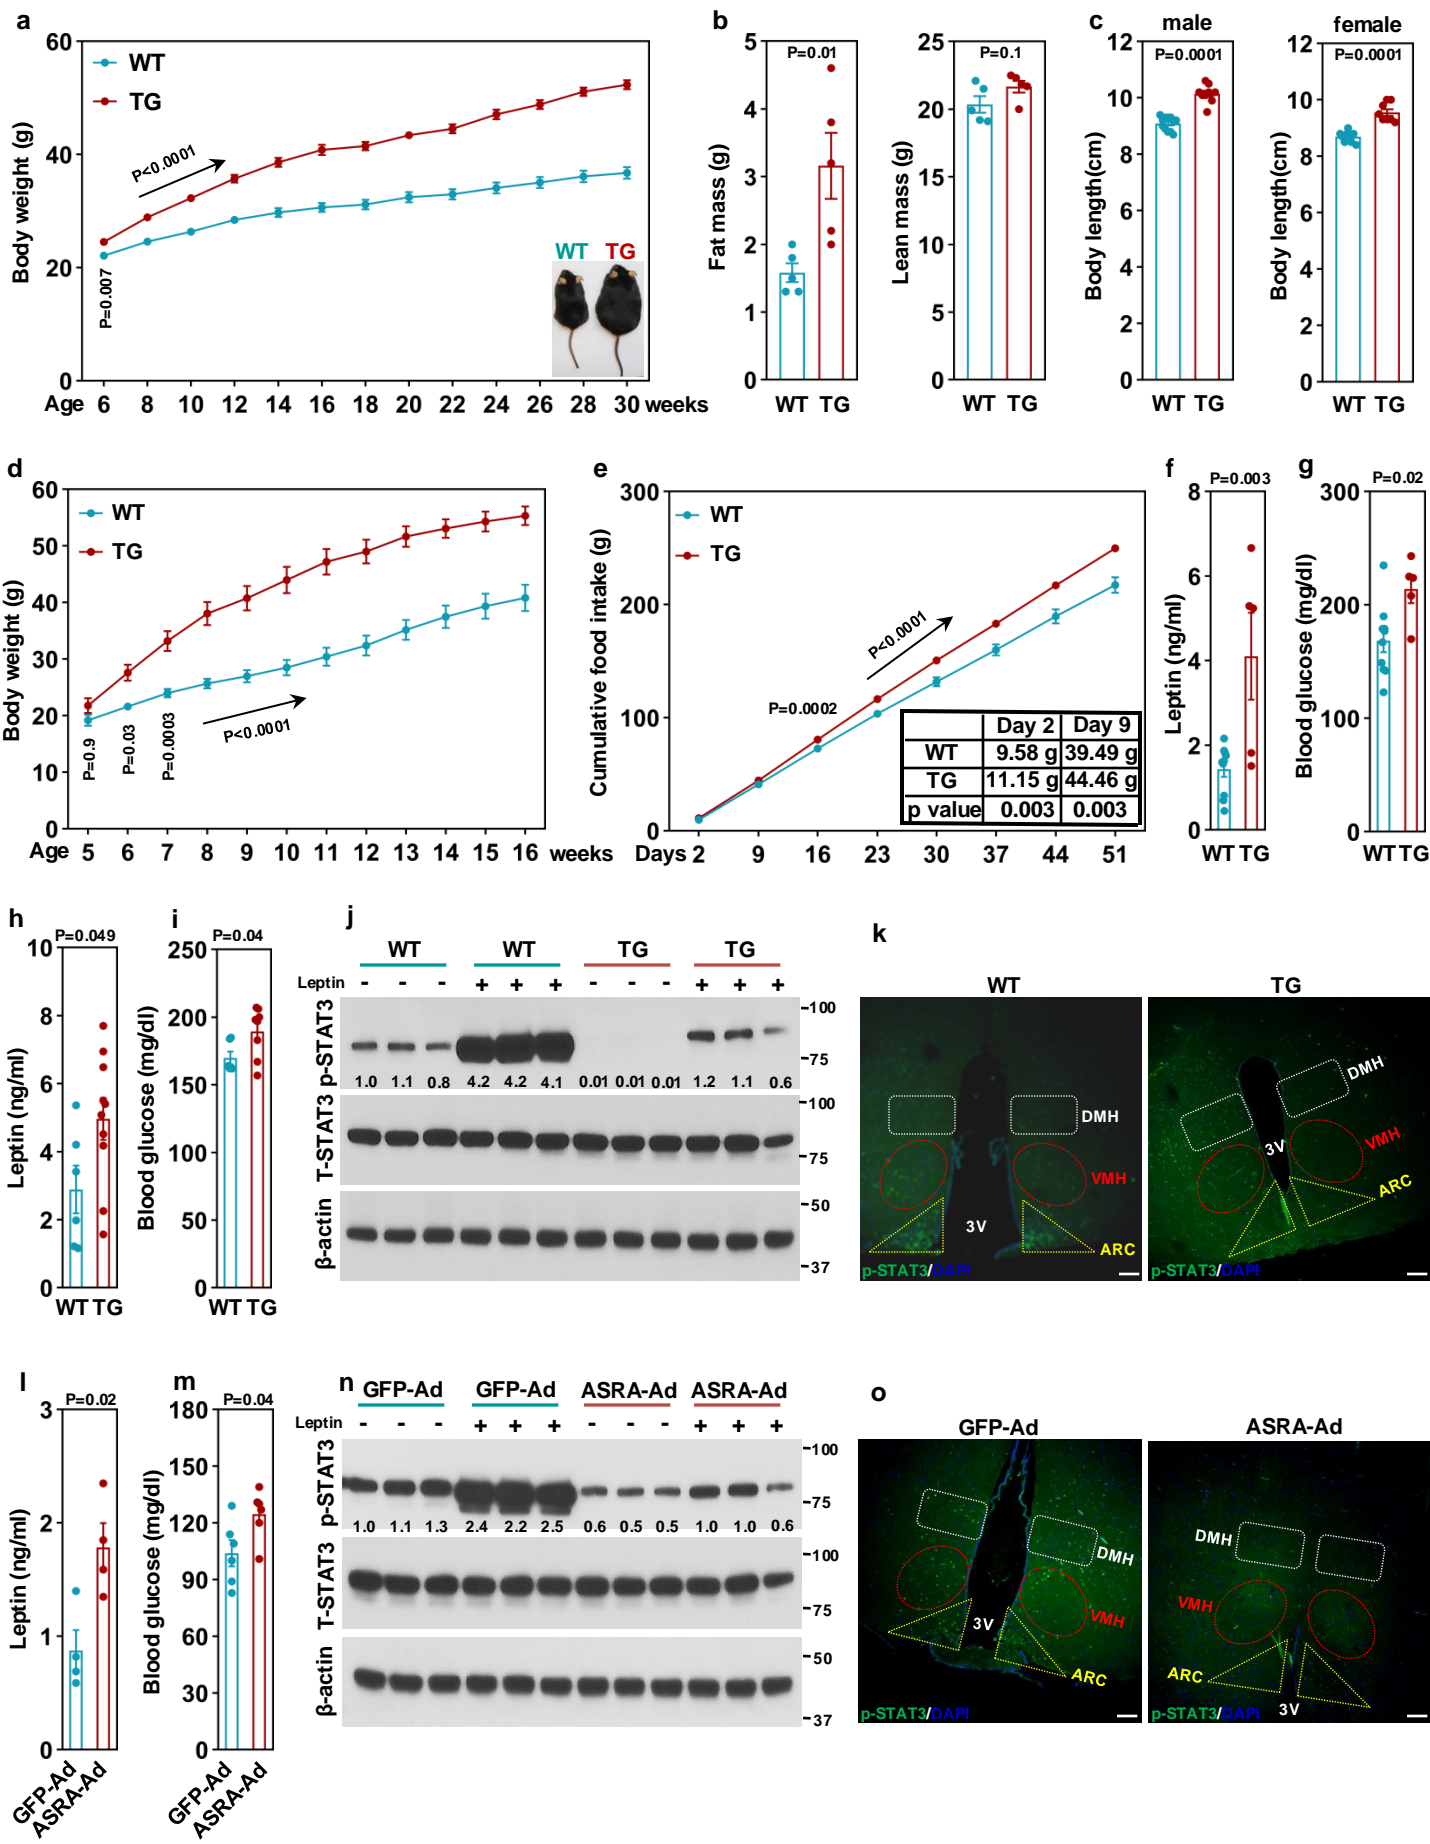 a
60
40
20
0
Body weight (g)
WT
TG
P<0.0001
P=0.007
WT TG
Age 6 8 10 12 14 16 18 20 22 24 26 28 30 weeks
b
5
4
3
2
1
0
Fat mass (g)
P=0.01
WT TG
25
20
15
10
5
0
Lean mass (g)
P=0.1
WT TG
c
male
12
10
8
6
4
2
0
Body length(cm)
P=0.0001
WT TG
female
12
10
8
6
4
2
0
Body length(cm)
P=0.0001
WT TG
d
60
50
40
30
20
10
0
Body weight (g)
WT
TG
P=0.9
P=0.03
P=0.0003
P<0.0001
Age 5 6 7 8 9 10 11 12 13 14 15 16 weeks
e
300
200
100
0
Cumulative food intake (g)
WT
TG
P=0.0002
P<0.0001
Day 2 Day 9
WT 9.58 g 39.49 g
TG 11.15 g 44.46 g
p value 0.003 0.003
Days 2 9 16 23 30 37 44 51
f
P=0.003
8
6
4
2
0
Leptin (ng/ml)
WT TG
g
P=0.02
300
200
100
0
Blood glucose (mg/dl)
WT TG
h
P=0.049
10
8
6
4
2
0
Leptin (ng/ml)
WT TG
i
P=0.04
250
200
150
100
50
0
Blood glucose (mg/dl)
WT TG
j
WT WT TG TG
Leptin - - - + + + - - - + + +
p-STAT3
1.0 1.1 0.8 4.2 4.2 4.1 0.01 0.01 0.01 1.2 1.1 0.6
-100
-75
T-STAT3
-100
-75
β-actin
-50
-37
k
WT TG
DMH
VMH
ARC
3V
p-STAT3/DAPI
DMH
VMH
ARC
3V
p-STAT3/DAPI
l
P=0.02
3
2
1
0
Leptin (ng/ml)
GFP-Ad
ASRA-Ad
m
P=0.04
180
150
120
90
60
30
0
Blood glucose (mg/dl)
GFP-Ad
ASRA-Ad
n
GFP-Ad GFP-Ad ASRA-Ad ASRA-Ad
Leptin - - - + + + - - - + + +
p-STAT3
1.0 1.1 1.3 2.4 2.2 2.5 0.6 0.5 0.5 1.0 1.0 0.6
-100
-75
T-STAT3
-100
-75
β-actin
-50
-37
o
GFP-Ad ASRA-Ad
DMH
VMH
3V
ARC
p-STAT3/DAPI
DMH
VMH
ARC
3V
p-STAT3/DAPI